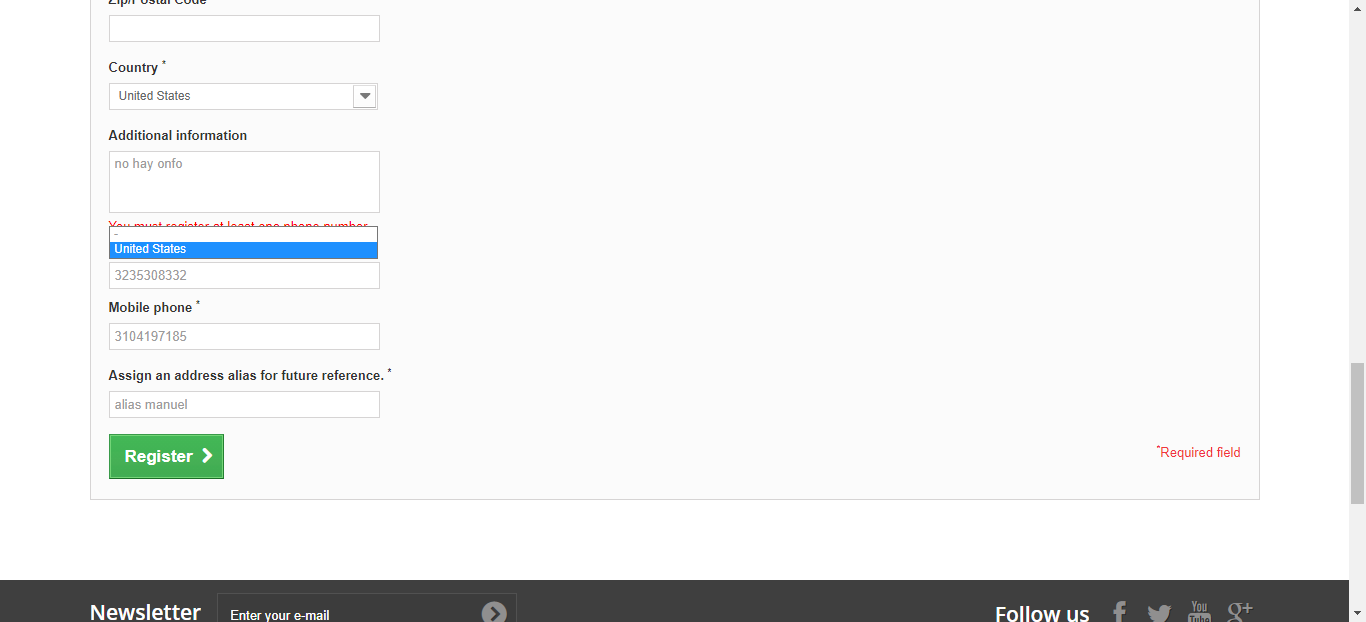 Zip/Postal Code
Country *
United States
Additional information
no hay onfo
You must register at least one phone number.
-
United States
3235308332
Mobile phone *
3104197185
Assign an address alias for future reference. *
alias manuel
Register
*Required field
Newsletter
Enter your e-mail
Follow us
You
Tube
g+